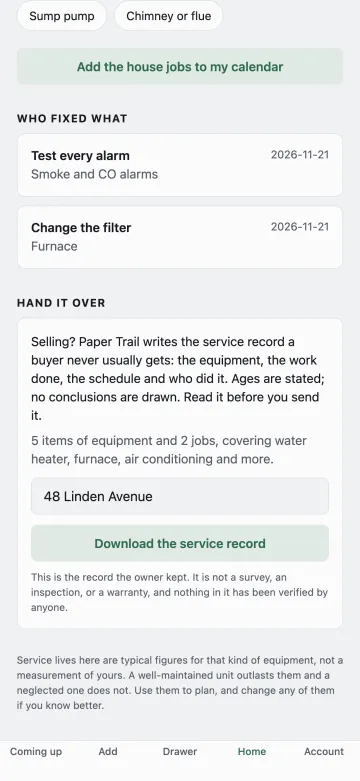 Sump pump
Chimney or flue
Add the house jobs to my calendar
WHO FIXED WHAT
Test every alarm
2026-11-21
Smoke and CO alarms
Change the filter
2026-11-21
Furnace
HAND IT OVER
Selling? Paper Trail writes the service record a
buyer never usually gets: the equipment, the work
done, the schedule and who did it. Ages are stated;
no conclusions are drawn. Read it before you send
it.
5 items of equipment and 2 jobs, covering water
heater, furnace, air conditioning and more.
48 Linden Avenue
Download the service record
This is the record the owner kept. It is not a survey, an
inspection, or a warranty, and nothing in it has been verified by
anyone.
Service lives here are typical figures for that kind of equipment, not a
measurement of yours. A well-maintained unit outlasts them and a
neglected one does not. Use them to plan, and change any of them
if you know better.
Coming up
Add
Drawer
Home
Account